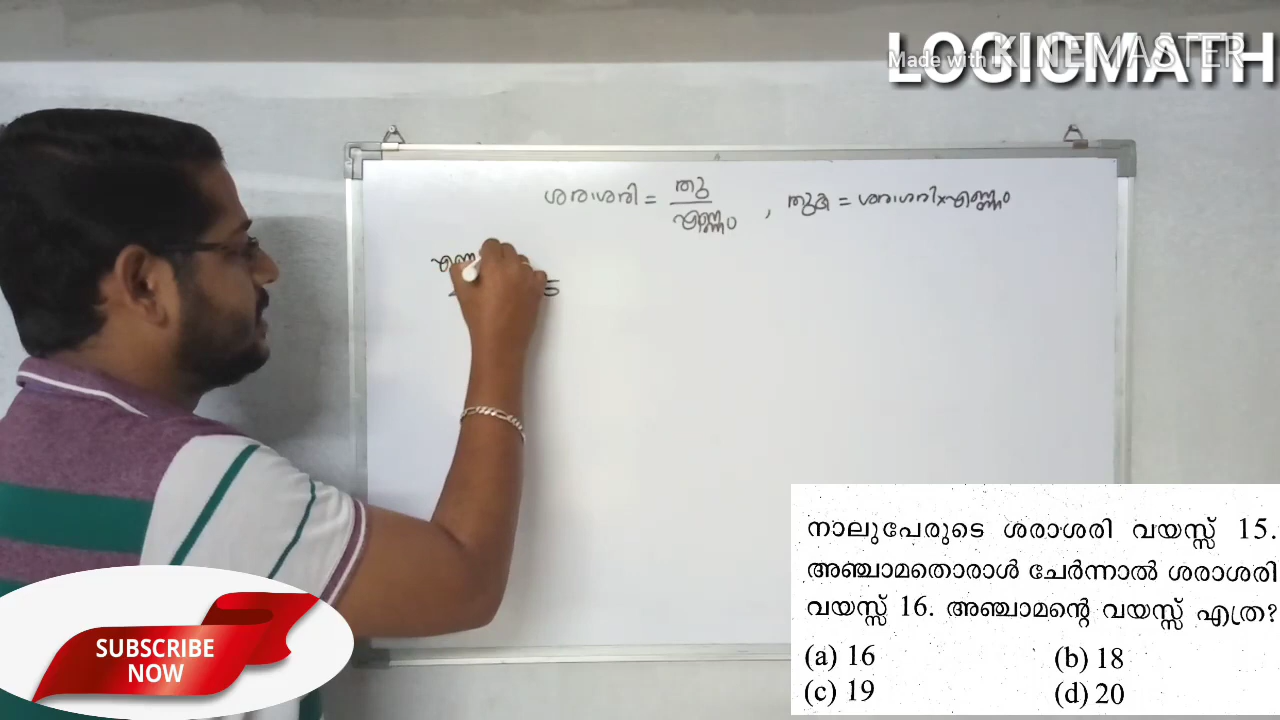 LOGICMATH
Made with KINEMASTER
ശരാശരി = തു / എണ്ണം , തുക = ശരാശരി×എണ്ണം
5
നാലുപേരുടെ ശരാശരി വയസ്സ് 15.
അഞ്ചാമതൊരാൾ ചേർന്നാൽ ശരാശരി
വയസ്സ് 16. അഞ്ചാമന്റെ വയസ്സ് എത്ര?
(a) 16 (b) 18
(c) 19 (d) 20
SUBSCRIBE
NOW